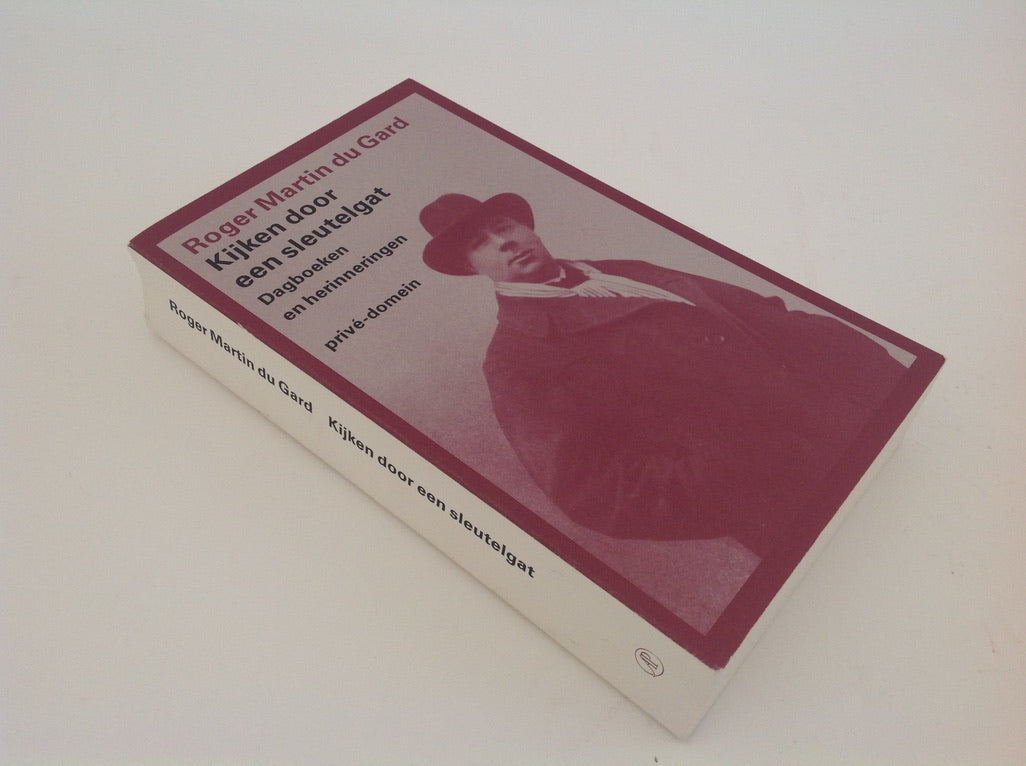 Roger Martin du Gard
Kijken door
een sleutelgat
Dagboeken
en herinneringen
privé-domein
Roger Martin du Gard Kijken door een sleutelgat